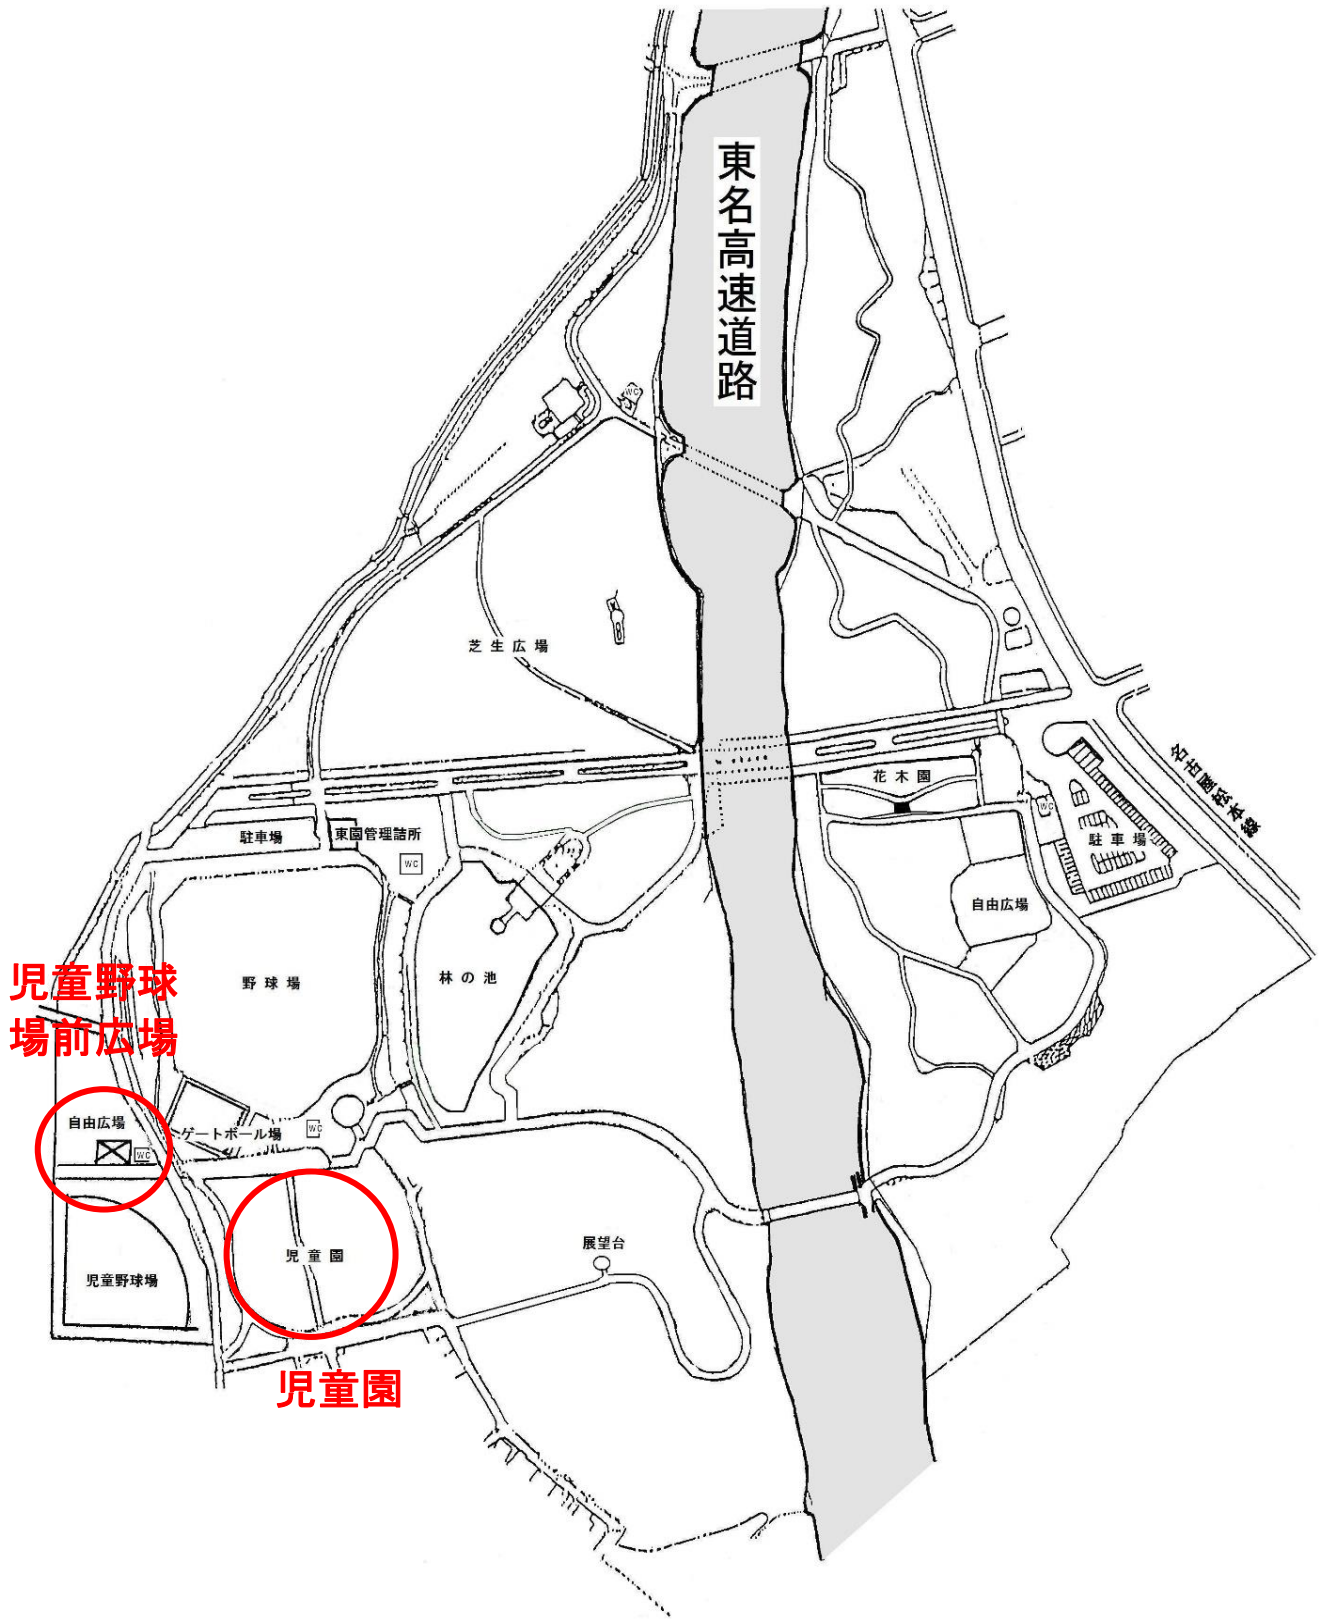 東名高速道路
WC
芝生広場
名古屋松本線
花木園
WC
駐車場
駐車場
東園管理詰所
WC
自由広場
児童野球
場前広場
野球場
林の池
自由広場
WC
ゲートボール場
WC
児童園
展望台
児童野球場
児童園